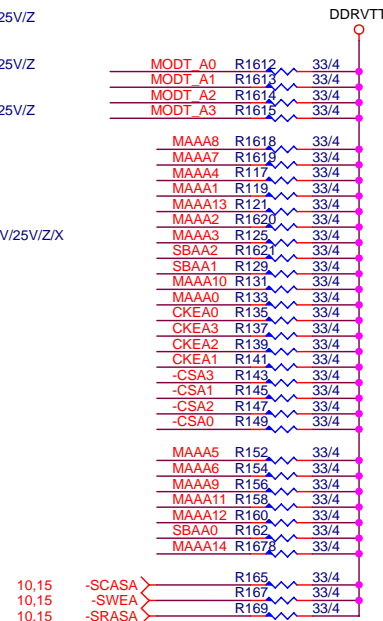 25V/Z
DDRVTT
25V/Z
MODT_A0 R1612 33/4
MODT_A1 R1613 33/4
MODT_A2 R1614 33/4
25V/Z
MODT_A3 R1615 33/4
MAAA8 R1618 33/4
MAAA7 R1619 33/4
MAAA4 R117 33/4
MAAA1 R119 33/4
MAAA13 R121 33/4
MAAA2 R1620 33/4
V/25V/Z/X
MAAA3 R125 33/4
SBAA2 R1621 33/4
SBAA1 R129 33/4
MAAA10 R131 33/4
MAAA0 R133 33/4
CKEA0 R135 33/4
CKEA3 R137 33/4
CKEA2 R139 33/4
CKEA1 R141 33/4
-CSA3 R143 33/4
-CSA1 R145 33/4
-CSA2 R147 33/4
-CSA0 R149 33/4
MAAA5 R152 33/4
MAAA6 R154 33/4
MAAA9 R156 33/4
MAAA11 R158 33/4
MAAA12 R160 33/4
SBAA0 R162 33/4
MAAA14 R1678 33/4
10,15 -SCASA R165 33/4
10,15 -SWEA R167 33/4
10,15 -SRASA R169 33/4